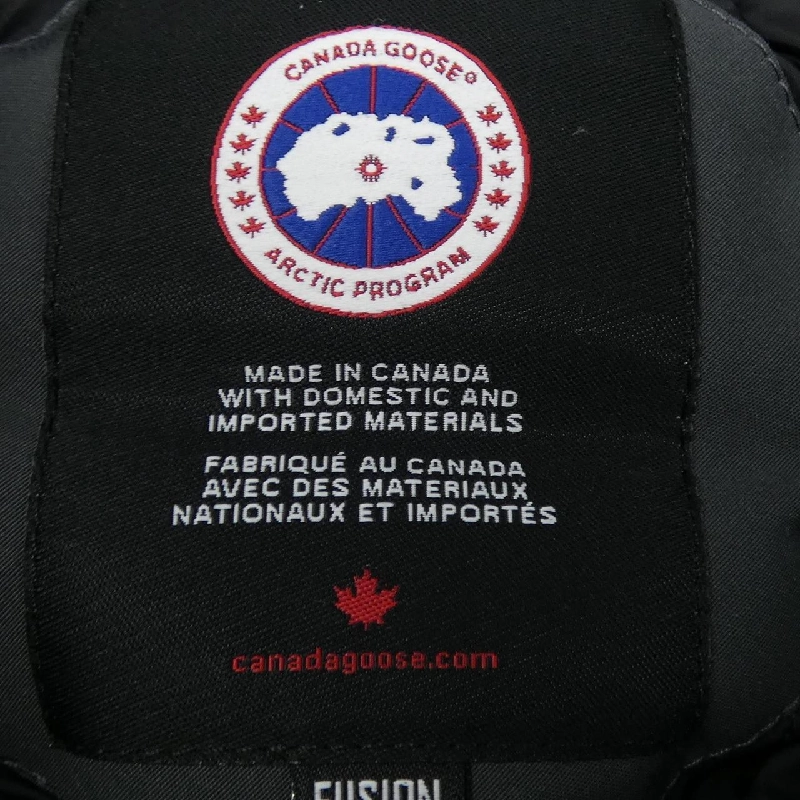 CANADA GOOSE®
ARCTIC PROGRAM
MADE IN CANADA
WITH DOMESTIC AND
IMPORTED MATERIALS
FABRIQUÉ AU CANADA
AVEC DES MATERIAUX
NATIONAUX ET IMPORTÉS
canadagoose.com
FUSION